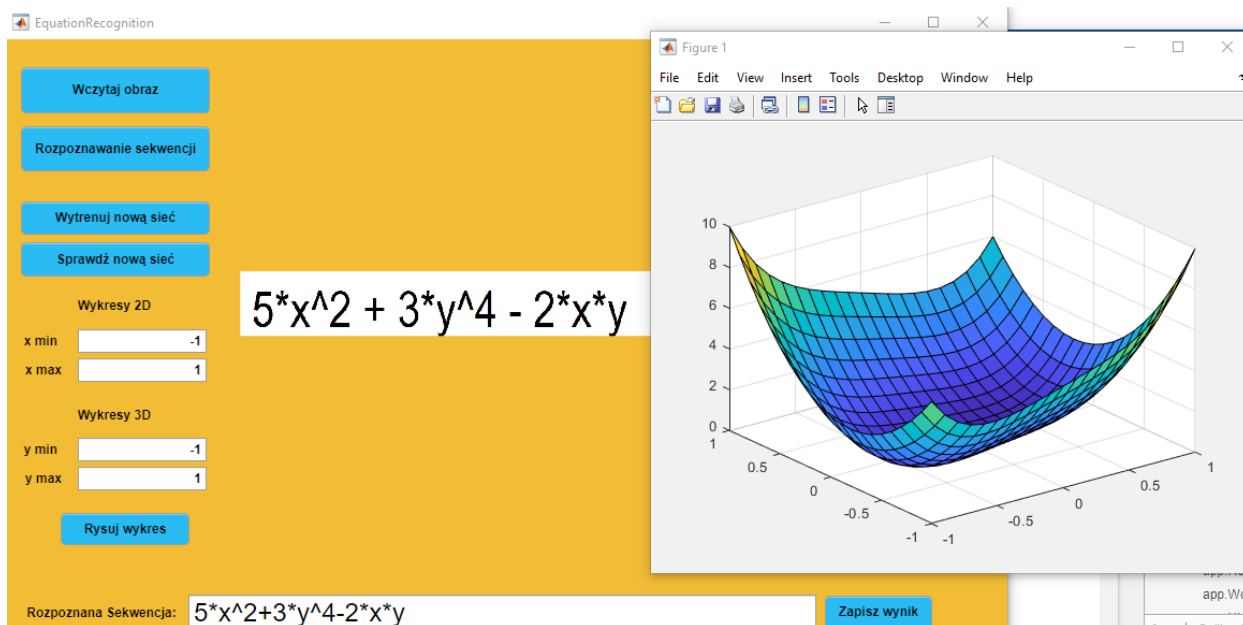 EquationRecognition
Wczytaj obraz
Rozpoznawanie sekwencji
Wytrenuj nową sieć
Sprawdź nową sieć
Wykresy 2D
x min -1
x max 1
Wykresy 3D
y min -1
y max 1
Rysuj wykres
5*x^2 + 3*y^4 - 2*x*y
Rozpoznana Sekwencja: 5*x^2+3*y^4-2*x*y
Zapisz wynik
Figure 1
File Edit View Insert Tools Desktop Window Help
10
8
6
4
2
0
1
0.5
0
-0.5
-1
-1
-0.5
0
0.5
1
app.Wo